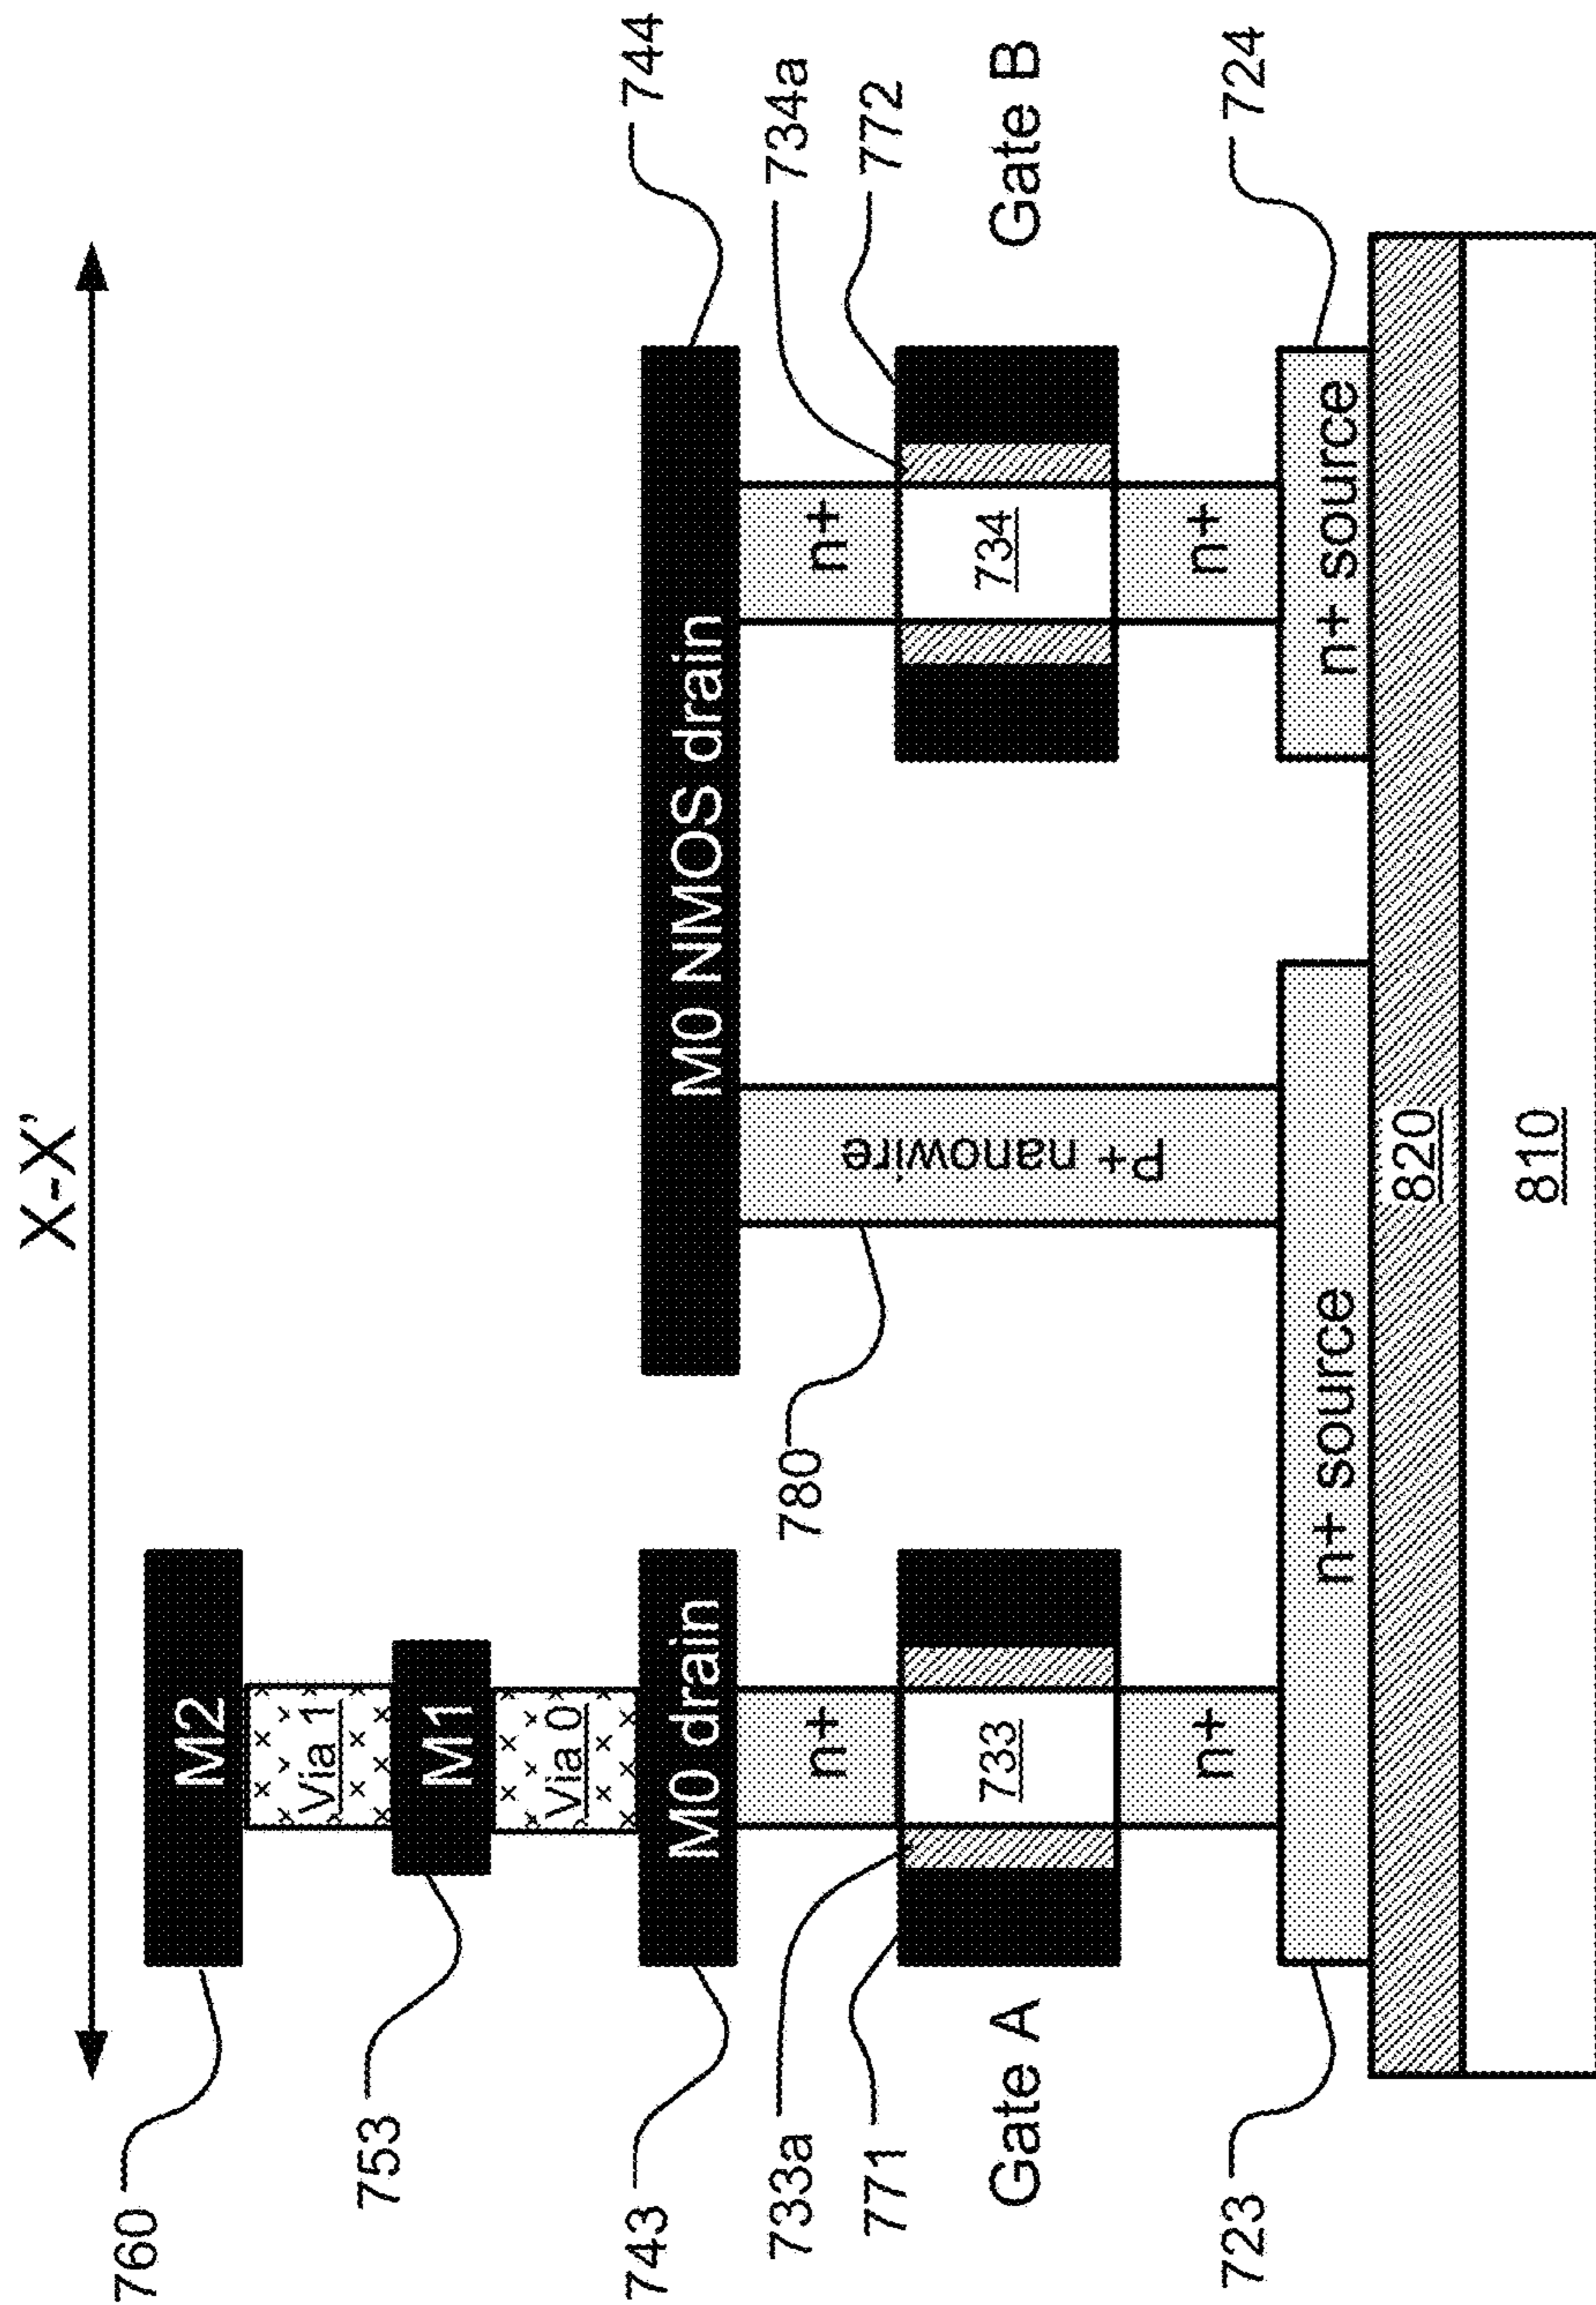 X-X'
760
M2
Via 1
753
M1
Via 0
743
M0 drain
M0 NMOS drain
744
733a
771
n+
780
P+ nanowire
n+
734a
772
Gate A
733
734
Gate B
n+
n+
723
n+ source
n+ source
724
820
810